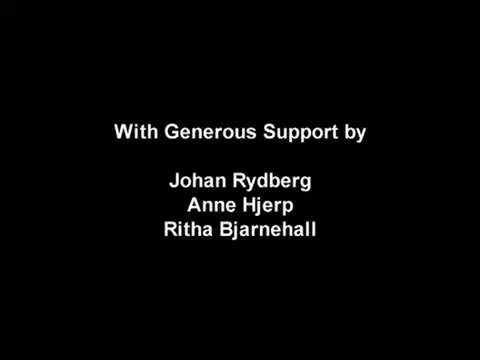 With Generous Support by
Johan Rydberg
Anne Hjerp
Ritha Bjarnehall